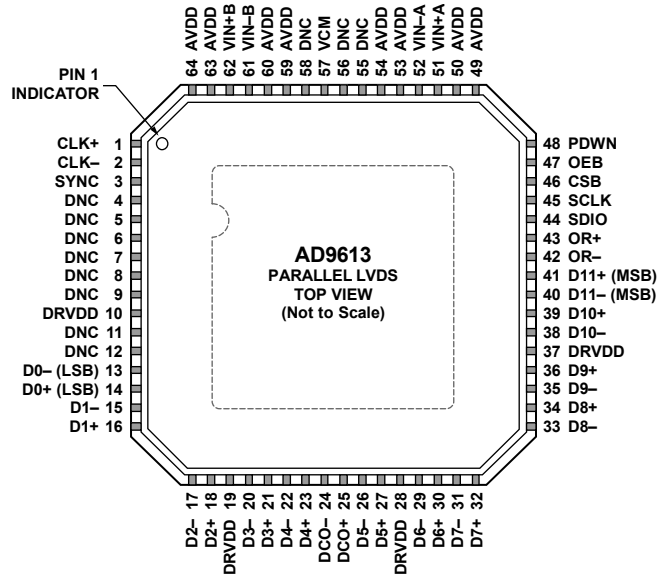 64 AVDD
63 AVDD
62 VIN+B
61 VIN–B
60 AVDD
59 AVDD
58 DNC
57 VCM
56 DNC
55 DNC
54 AVDD
53 AVDD
52 VIN–A
51 VIN+A
50 AVDD
49 AVDD
PIN 1
INDICATOR
CLK+ 1
CLK– 2
SYNC 3
DNC 4
DNC 5
DNC 6
DNC 7
DNC 8
DNC 9
DRVDD 10
DNC 11
DNC 12
D0– (LSB) 13
D0+ (LSB) 14
D1– 15
D1+ 16
AD9613
PARALLEL LVDS
TOP VIEW
(Not to Scale)
48 PDWN
47 OEB
46 CSB
45 SCLK
44 SDIO
43 OR+
42 OR–
41 D11+ (MSB)
40 D11– (MSB)
39 D10+
38 D10–
37 DRVDD
36 D9+
35 D9–
34 D8+
33 D8–
D2– 17
D2+ 18
DRVDD 19
D3– 20
D3+ 21
D4– 22
D4+ 23
DCO– 24
DCO+ 25
D5– 26
D5+ 27
DRVDD 28
D6– 29
D6+ 30
D7– 31
D7+ 32